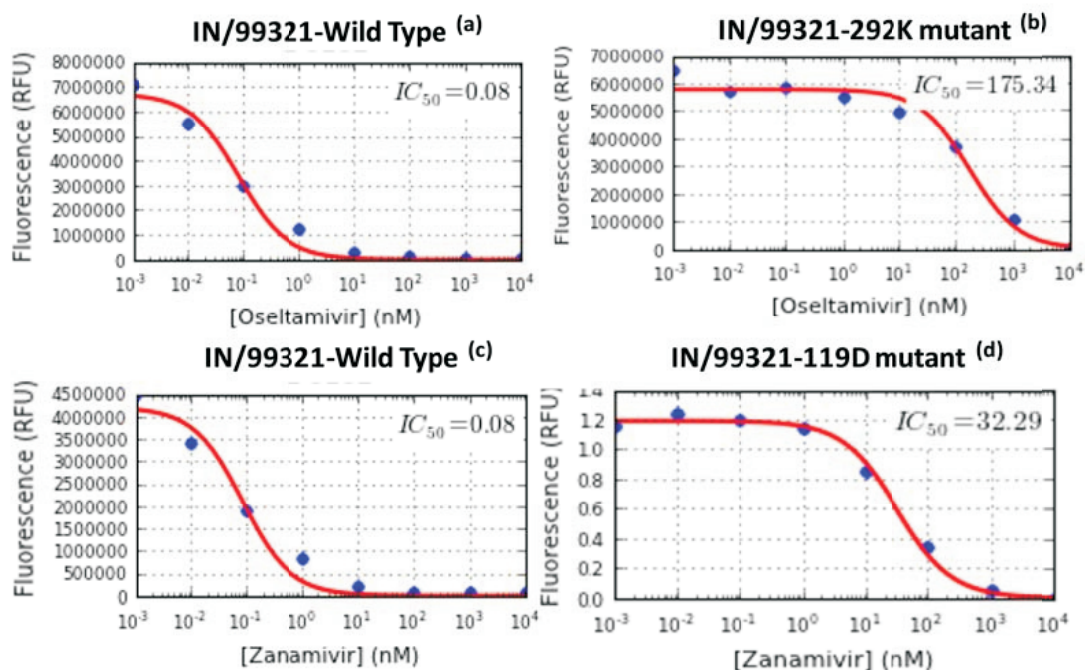 IN/99321-Wild Type (a)
Fluorescence (RFU)
8000000
7000000
6000000
5000000
4000000
3000000
2000000
1000000
0
IC50=0.08
10-3 10-2 10-1 100 101 102 103 104
[Oseltamivir] (nM)
IN/99321-292K mutant (b)
Fluorescence (RFU)
7000000
6000000
5000000
4000000
3000000
2000000
1000000
0
IC50=175.34
10-3 10-2 10-1 100 101 102 103 104
[Oseltamivir] (nM)
IN/99321-Wild Type (c)
Fluorescence (RFU)
4500000
4000000
3500000
3000000
2500000
2000000
1500000
1000000
500000
0
IC50=0.08
10-3 10-2 10-1 100 101 102 103 104
[Zanamivir] (nM)
IN/99321-119D mutant (d)
Fluorescence (RFU)
1.4
1.2
1.0
0.8
0.6
0.4
0.2
0.0
IC50=32.29
10-3 10-2 10-1 100 101 102 103 104
[Zanamivir] (nM)